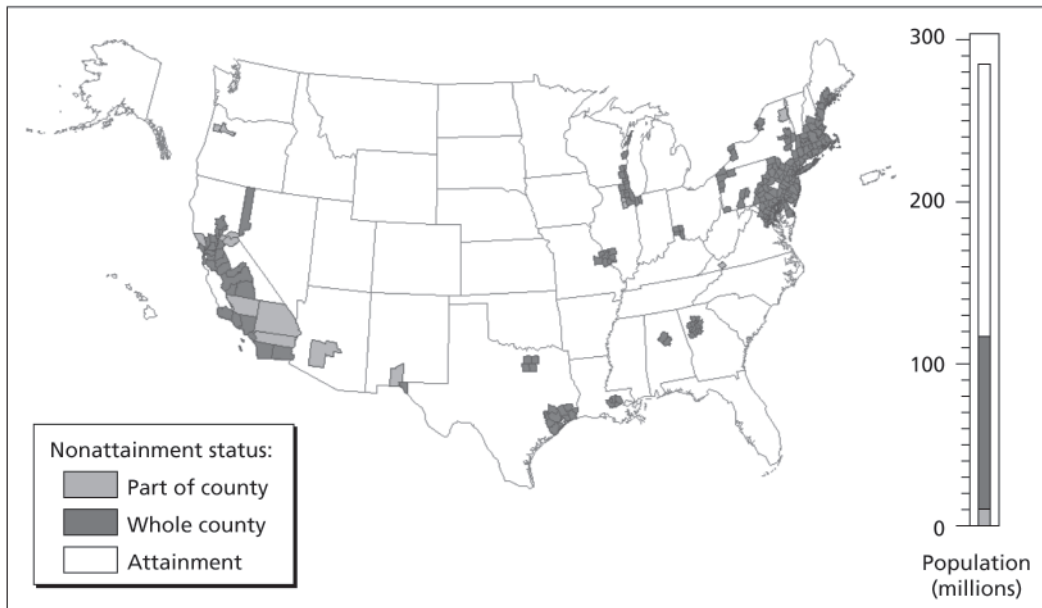 Nonattainment status:
Part of county
Whole county
Attainment
300
200
100
0
Population
(millions)